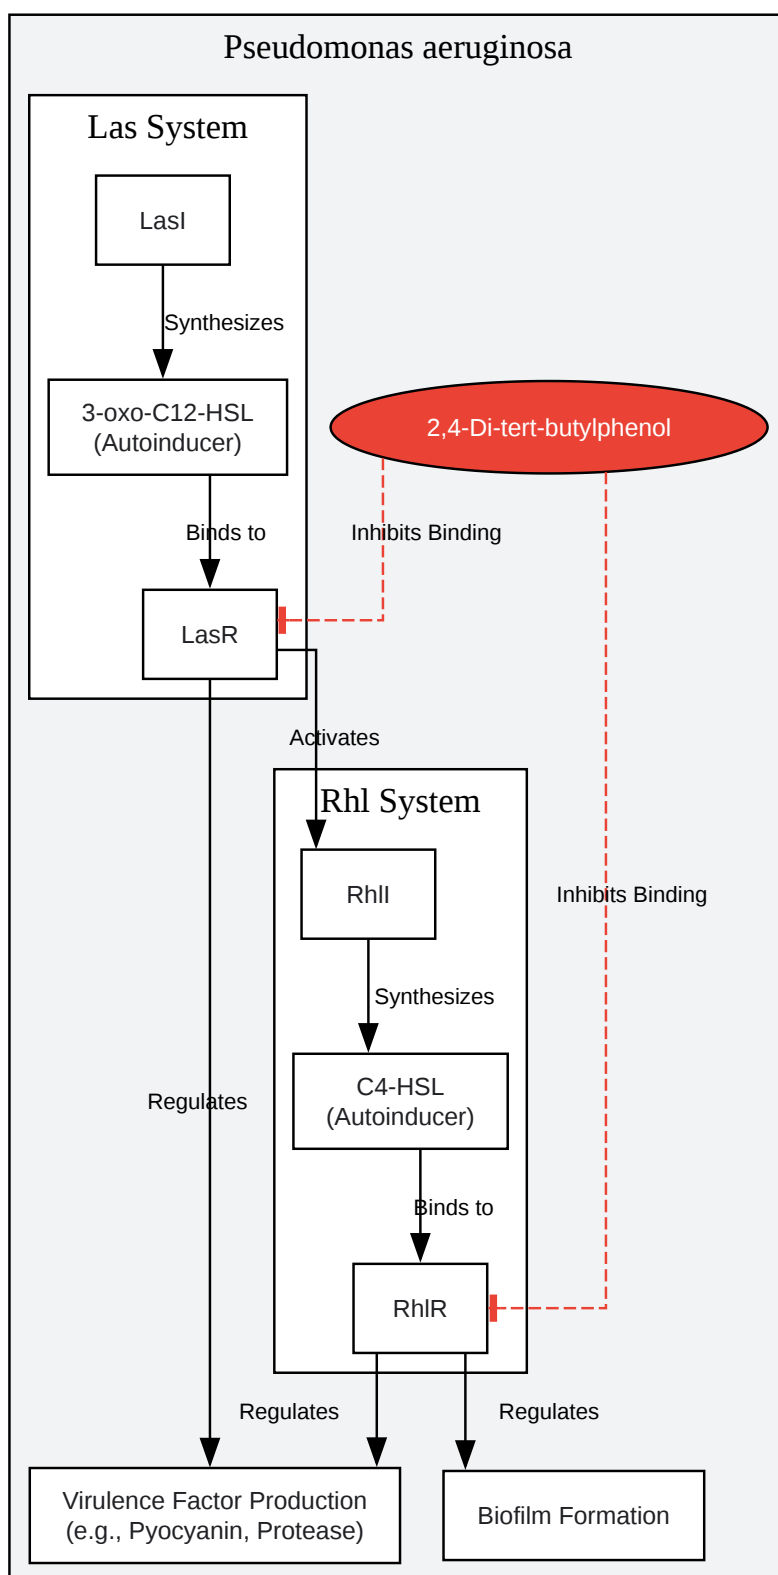 Pseudomonas aeruginosa
Las System
LasI
Synthesizes
3-oxo-C12-HSL
(Autoinducer)
2,4-Di-tert-butylphenol
Binds to
Inhibits Binding
LasR
Activates
Rhl System
RhlI
Inhibits Binding
Synthesizes
C4-HSL
(Autoinducer)
Regulates
Binds to
RhlR
Regulates
Regulates
Virulence Factor Production
(e.g., Pyocyanin, Protease)
Biofilm Formation